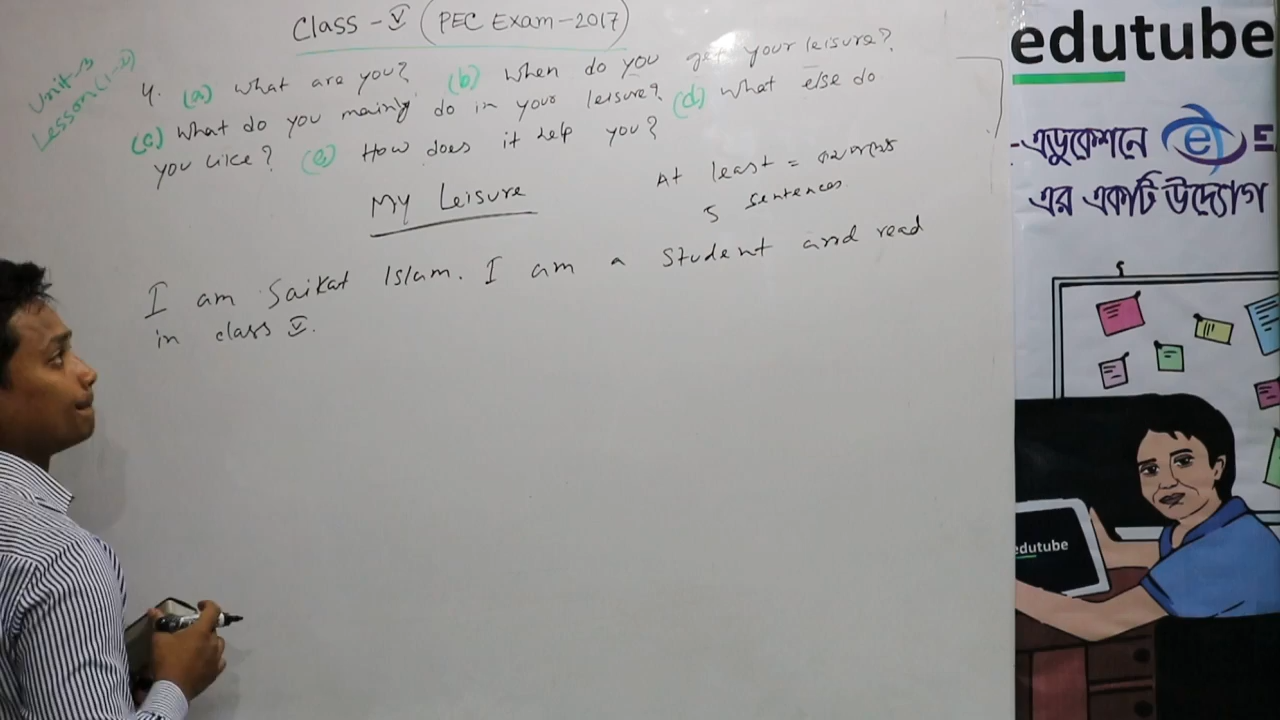 Class - V (PEC Exam-2017)
Unit-3
Lesson (1-2)
4. (a) What are you? (b) When do you get your leisure?
(c) What do you mainly do in your leisure? (d) What else do
you like? (e) How does it help you?
At least =
5 sentences
My Leisure
I am Saikat Islam. I am a student and read
in class V.
edutube
-এডুকেশনে e E
এর একটি উদ্যোগ
edutube